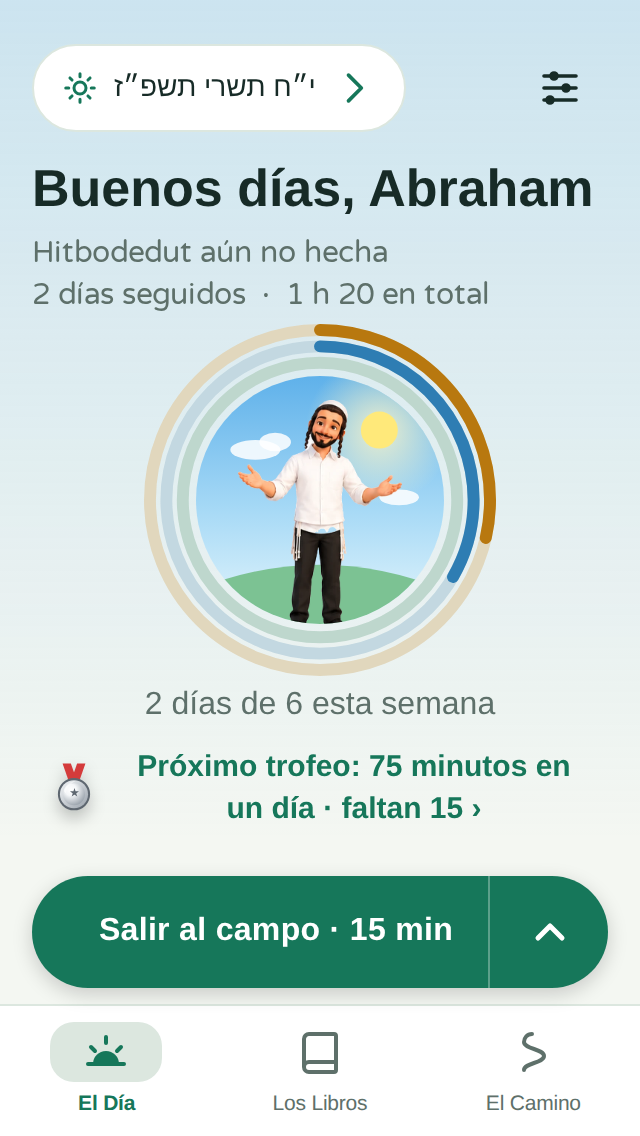 י״ח תשרי תשפ״ז
Buenos días, Abraham
Hitbodedut aún no hecha
2 días seguidos · 1 h 20 en total
2 días de 6 esta semana
Próximo trofeo: 75 minutos en
un día · faltan 15 ›
Salir al campo · 15 min
El Día
Los Libros
El Camino